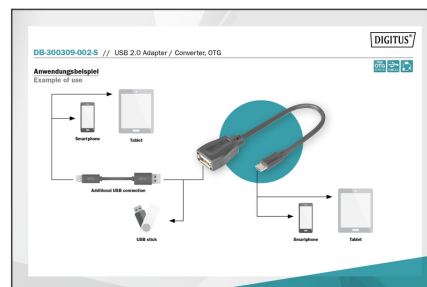 DIGITUS®
DB-300309-002-S // USB 2.0 Adapter / Converter, OTG
Anwendungsbeispiel
Example of use
OTG
Smartphone
Tablet
Additional USB connection
USB stick
Smartphone
Tablet